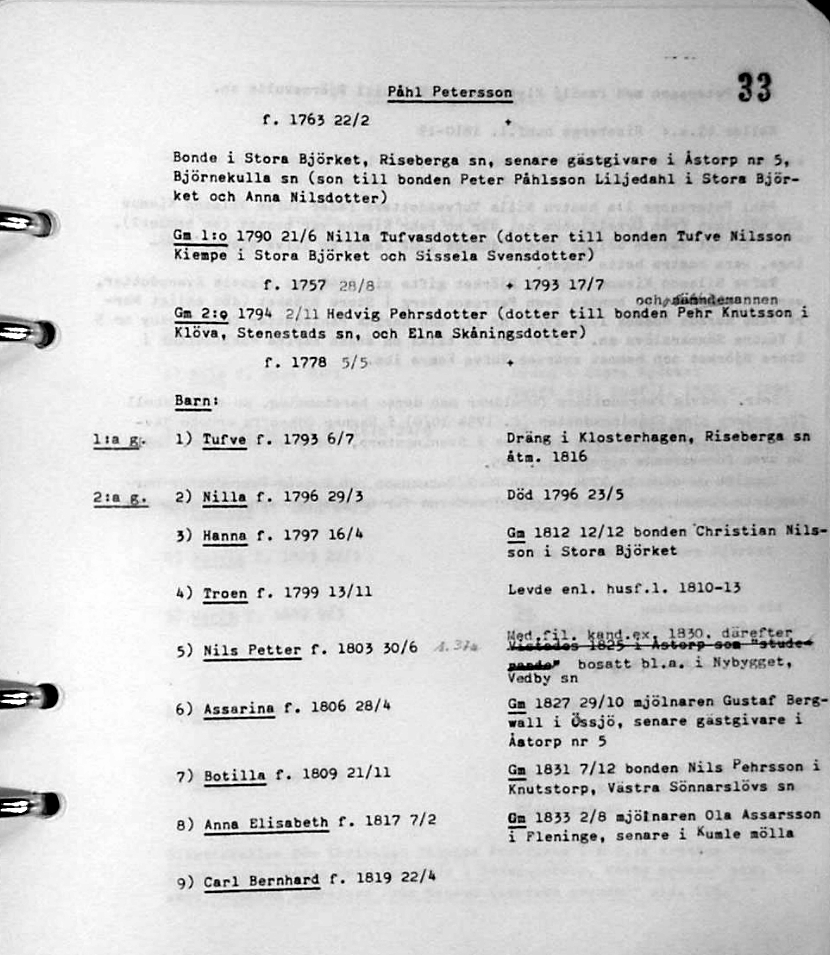 33
Påhl Petersson
f. 1763 22/2 +
Bonde i Stora Björket, Riseberga sn, senare gästgivare i Åstorp nr 5,
Björnekulla sn (son till bonden Peter Påhlsson Liljedahl i Stora Björ-
ket och Anna Nilsdotter)
Gm 1:o 1790 21/6 Nilla Tufvasdotter (dotter till bonden Tufve Nilsson
Kiempe i Stora Björket och Sissela Svensdotter)
f. 1757 28/8 + 1793 17/7
och nämndemannen
Gm 2:o 1794 2/11 Hedvig Pehrsdotter (dotter till bonden Pehr Knutsson i
Klöva, Stenestads sn, och Elna Skåningsdotter)
f. 1778 5/5 +
Barn:
1:a g. 1) Tufve f. 1793 6/7 Dräng i Klosterhagen, Riseberga sn
åtm. 1816
2:a g. 2) Nilla f. 1796 29/3 Död 1796 23/5
3) Hanna f. 1797 16/4 Gm 1812 12/12 bonden Christian Nils-
son i Stora Björket
4) Troen f. 1799 13/11 Levde enl. husf.l. 1810-13
Med.fil. kand.ex. 1830. därefter
5) Nils Petter f. 1803 30/6 Vistades 1825 i Åstorp som "stude-
rande" bosatt bl.a. i Nybygget,
Vedby sn
6) Assarina f. 1806 28/4 Gm 1827 29/10 mjölnaren Gustaf Berg-
wall i Össjö, senare gästgivare i
Åstorp nr 5
7) Botilla f. 1809 21/11 Gm 1831 7/12 bonden Nils Pehrsson i
Knutstorp, Västra Sönnarslövs sn
8) Anna Elisabeth f. 1817 7/2 Gm 1833 2/8 mjölnaren Ola Assarsson
i Fleninge, senare i Kumle mölla
9) Carl Bernhard f. 1819 22/4